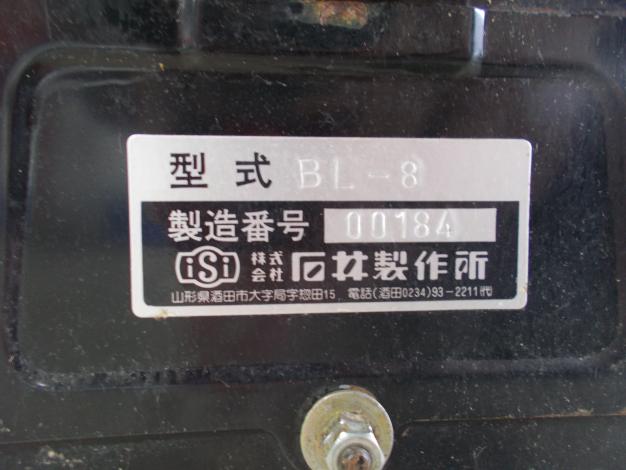 型式 BL-8
製造番号 00184
iSi 株式会社 石井製作所
山形県酒田市大字局字惣田15 電話(酒田0234)93-2211代